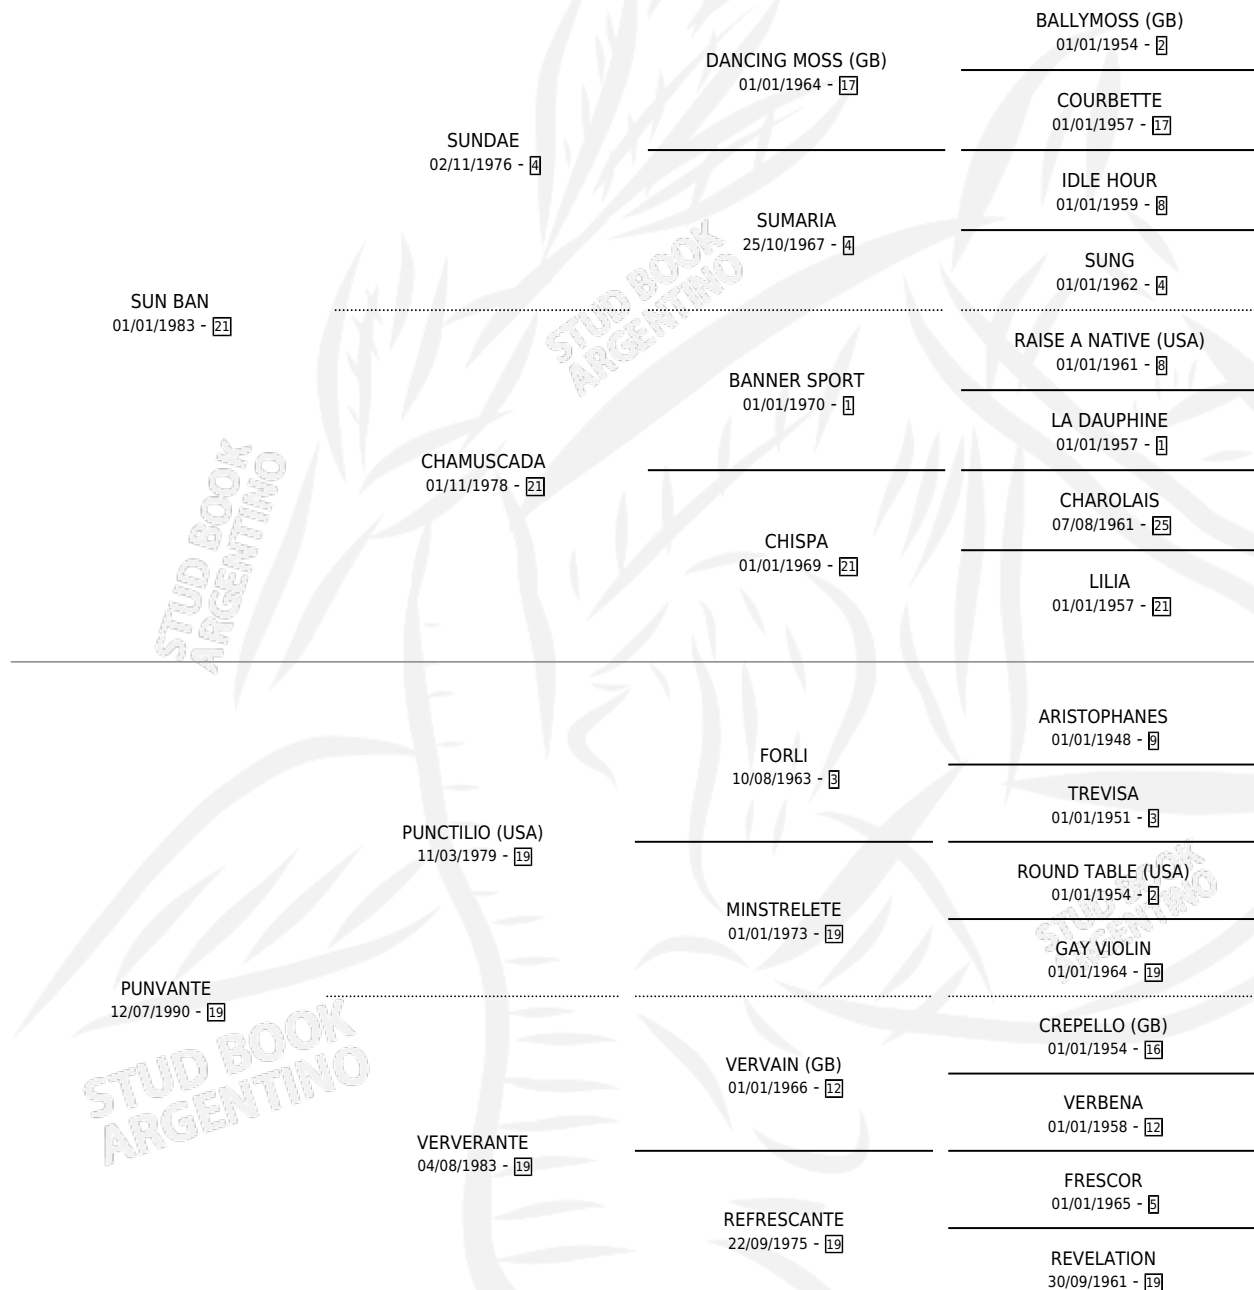 BALLYMOSS (GB)
01/01/1954 - 2
DANCING MOSS (GB)
01/01/1964 - 17
COURBETTE
01/01/1957 - 17
SUNDAE
02/11/1976 - 4
IDLE HOUR
01/01/1959 - 8
SUMARIA
25/10/1967 - 4
SUNG
01/01/1962 - 4
SUN BAN
01/01/1983 - 21
STUD BOOK
ARGENTINO
RAISE A NATIVE (USA)
01/01/1961 - 8
BANNER SPORT
01/01/1970 - 1
LA DAUPHINE
01/01/1957 - 1
CHAMUSCADA
01/11/1978 - 21
CHAROLAIS
07/08/1961 - 25
CHISPA
01/01/1969 - 21
LILIA
01/01/1957 - 21
STUD BOOK
ARGENTINO
ARISTOPHANES
01/01/1948 - 9
FORLI
10/08/1963 - 3
TREVISA
01/01/1951 - 3
PUNCTILIO (USA)
11/03/1979 - 19
ROUND TABLE (USA)
01/01/1954 - 2
MINSTRELETE
01/01/1973 - 19
GAY VIOLIN
01/01/1964 - 19
STUD BOOK
ARGENTINO
PUNVANTE
12/07/1990 - 19
CREPELLO (GB)
01/01/1954 - 16
VERVAIN (GB)
01/01/1966 - 12
VERBENA
01/01/1958 - 12
STUD BOOK
ARGENTINO
VERVERANTE
04/08/1983 - 19
FRESCOR
01/01/1965 - 5
REFRESCANTE
22/09/1975 - 19
REVELATION
30/09/1961 - 19